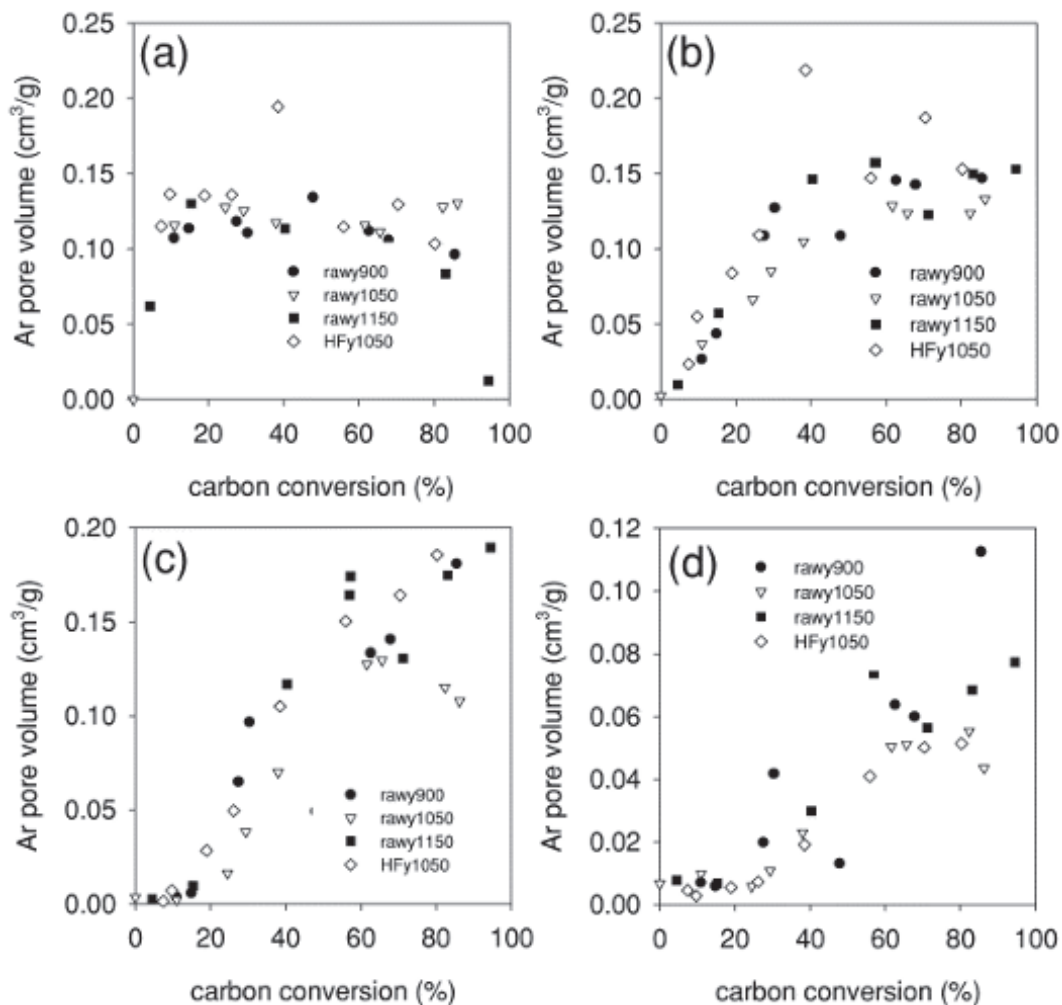 (a)
Ar pore volume (cm³/g)
0.25
0.20
0.15
0.10
0.05
0.00
rawy900
rawy1050
rawy1150
HFy1050
0 20 40 60 80 100
carbon conversion (%)
(b)
Ar pore volume (cm³/g)
0.25
0.20
0.15
0.10
0.05
0.00
rawy900
rawy1050
rawy1150
HFy1050
0 20 40 60 80 100
carbon conversion (%)
(c)
Ar pore volume (cm³/g)
0.20
0.15
0.10
0.05
0.00
rawy900
rawy1050
rawy1150
HFy1050
0 20 40 60 80 100
carbon conversion (%)
(d)
Ar pore volume (cm³/g)
0.12
0.10
0.08
0.06
0.04
0.02
0.00
rawy900
rawy1050
rawy1150
HFy1050
0 20 40 60 80 100
carbon conversion (%)